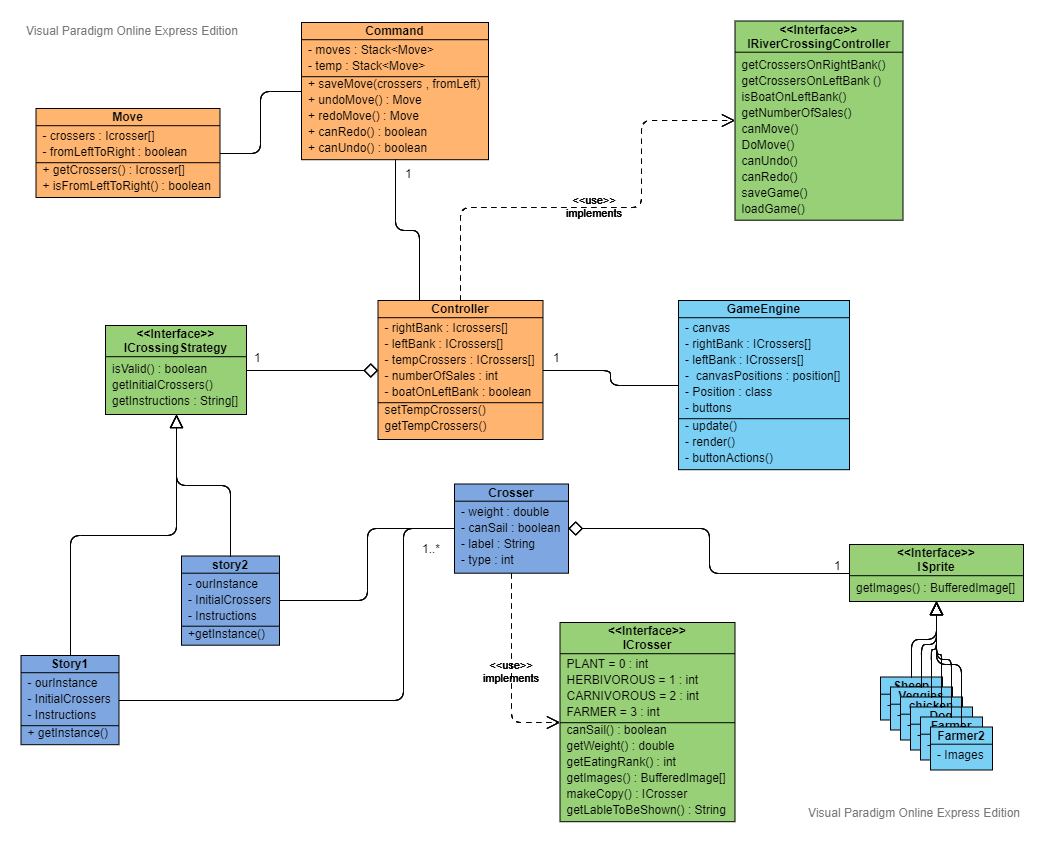 Visual Paradigm Online Express Edition
Command
- moves : Stack<Move>
- temp : Stack<Move>
+ saveMove(crossers , fromLeft)
+ undoMove() : Move
+ redoMove() : Move
+ canRedo() : boolean
+ canUndo() : boolean
<<Interface>>
IRiverCrossingController
getCrossersOnRightBank()
getCrossersOnLeftBank ()
isBoatOnLeftBank()
getNumberOfSales()
canMove()
DoMove()
canUndo()
canRedo()
saveGame()
loadGame()
Move
- crossers : Icrosser[]
- fromLeftToRight : boolean
+ getCrossers() : Icrosser[]
+ isFromLeftToRight() : boolean
1
<<use>>
implements
Controller
- rightBank : Icrossers[]
- leftBank : ICrossers[]
- tempCrossers : ICrossers[]
- numberOfSales : int
- boatOnLeftBank : boolean
setTempCrossers()
getTempCrossers()
GameEngine
- canvas
- rightBank : ICrossers[]
- leftBank : ICrossers[]
- canvasPositions : position[]
- Position : class
- buttons
- update()
- render()
- buttonActions()
<<Interface>>
ICrossingStrategy
isValid() : boolean
getInitialCrossers()
getInstructions : String[]
1
1
Crosser
- weight : double
- canSail : boolean
- label : String
- type : int
1..*
1
<<Interface>>
ISprite
getImages() : BufferedImage[]
story2
- ourInstance
- InitialCrossers
- Instructions
+getInstance()
Story1
- ourInstance
- InitialCrossers
- Instructions
+ getInstance()
<<use>>
implements
<<Interface>>
ICrosser
PLANT = 0 : int
HERBIVOROUS = 1 : int
CARNIVOROUS = 2 : int
FARMER = 3 : int
canSail() : boolean
getWeight() : double
getEatingRank() : int
getImages() : BufferedImage[]
makeCopy() : ICrosser
getLableToBeShown() : String
Sheep
Veggies
chicken
Dog
Farmer
Farmer2
- Images
Visual Paradigm Online Express Edition